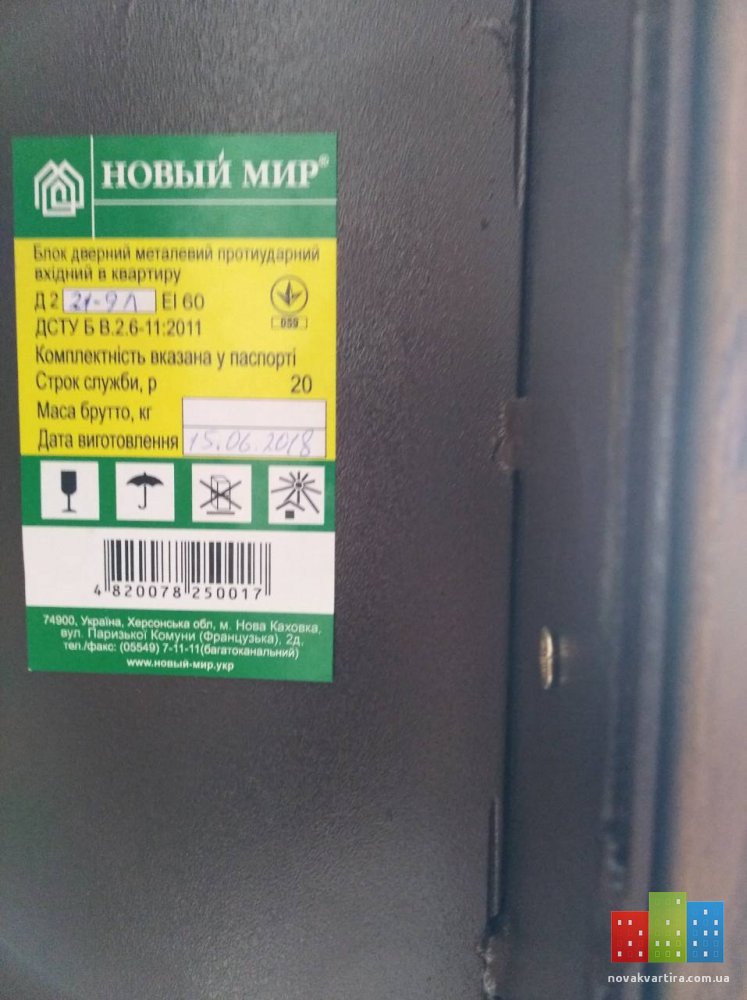 НОВЫЙ МИР®
Блок дверний металевий протиударний
вхідний в квартиру
Д 2 21-9Л EI 60
059
ДСТУ Б В.2.6-11:2011
Комплектність вказана у паспорті
Строк служби, р 20
Маса брутто, кг
Дата виготовлення 15.06.2018
4 820078 250017
74900, Україна, Херсонська обл, м. Нова Каховка,
вул. Паризької Комуни (Французька), 2д,
тел./факс: (05549) 7-11-11(багатоканальний)
www.новый-мир.укр
novakvartira.com.ua